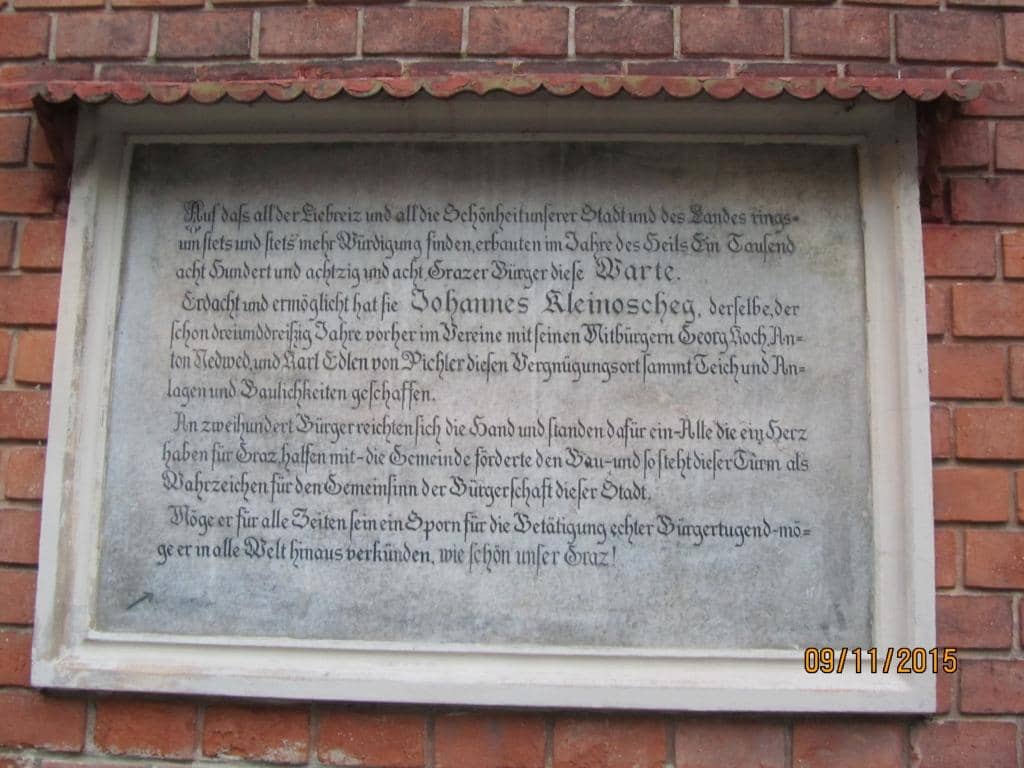 Auf daſs all der Liebreiz und all die Schönheit unſerer Stadt und des Landes rings-
um ſtets und ſtets mehr Würdigung finden, erbauten im Jahre des Heils Ein Tauſend
acht Hundert und achtzig und acht Grazer Bürger dieſe Warte.
Erdacht und ermöglicht hat ſie Johannes Kleinoscheg, derſelbe, der
ſchon dreiunddreiſzig Jahre vorher im Vereine mit ſeinen Mitbürgern Georg Koch, An-
ton Nedwed, und Karl Edlen von Pichler dieſen Vergnügungsort ſammt Teich und An-
lagen und Baulichkeiten geſchaffen.
An zweihundert Bürger reichten ſich die Hand und ſtanden dafür ein-Alle die ein Herz
haben für Graz, halfen mit-die Gemeinde förderte den Bau-und ſo ſteht dieſer Turm als
Wahrzeichen für den Gemeinſinn der Bürgerſchaft dieſer Stadt.
Möge er für alle Zeiten ſein ein Sporn für die Betätigung echter Bürgertugend-mö-
ge er in alle Welt hinaus verkünden, wie ſchön unſer Graz!
09/11/2015